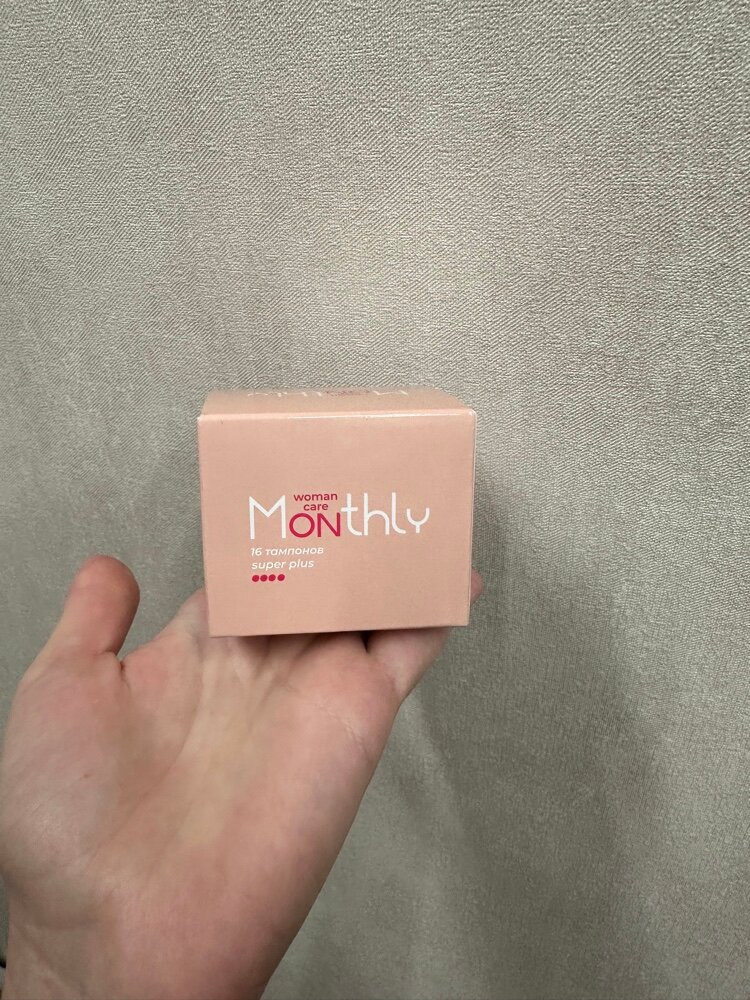 woman
care
MONthly
16 тампонов
super plus